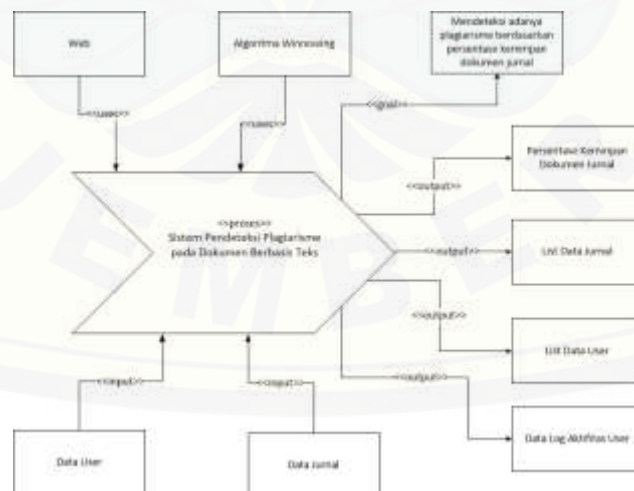 Web
Algoritma Winnowing
Mendeteksi adanya
plagiarisme berdasarkan
persentase kemiripan
dokumen jurnal
<<uses>>
<<uses>>
<<goal>>
Persentase Kemiripan
Dokumen Jurnal
<<output>>
<<proses>>
Sistem Pendeteksi Plagiarisme
pada Dokumen Berbasis Teks
<<output>>
List Data Jurnal
<<output>>
List Data User
<<input>>
<<input>>
<<output>>
Data User
Data Jurnal
Data Log Aktifitas User
EMBER